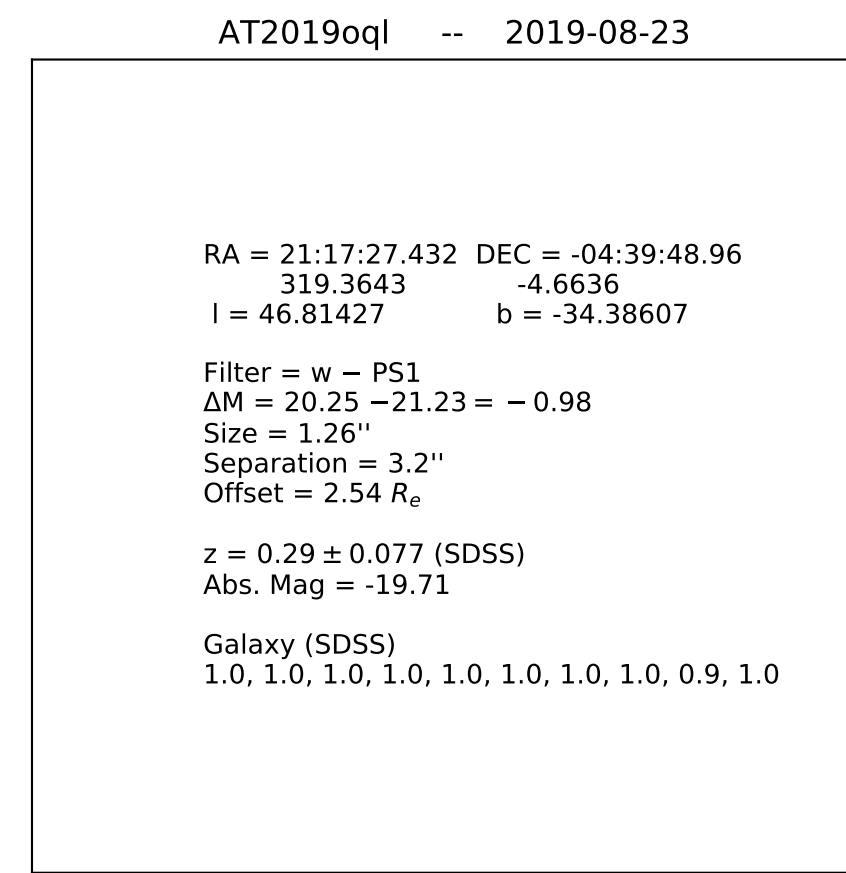 AT2019oql -- 2019-08-23
RA = 21:17:27.432 DEC = -04:39:48.96
319.3643 -4.6636
l = 46.81427 b = -34.38607
Filter = w − PS1
ΔM = 20.25 −21.23 = − 0.98
Size = 1.26''
Separation = 3.2''
Offset = 2.54 Rₑ
z = 0.29 ± 0.077 (SDSS)
Abs. Mag = -19.71
Galaxy (SDSS)
1.0, 1.0, 1.0, 1.0, 1.0, 1.0, 1.0, 1.0, 0.9, 1.0